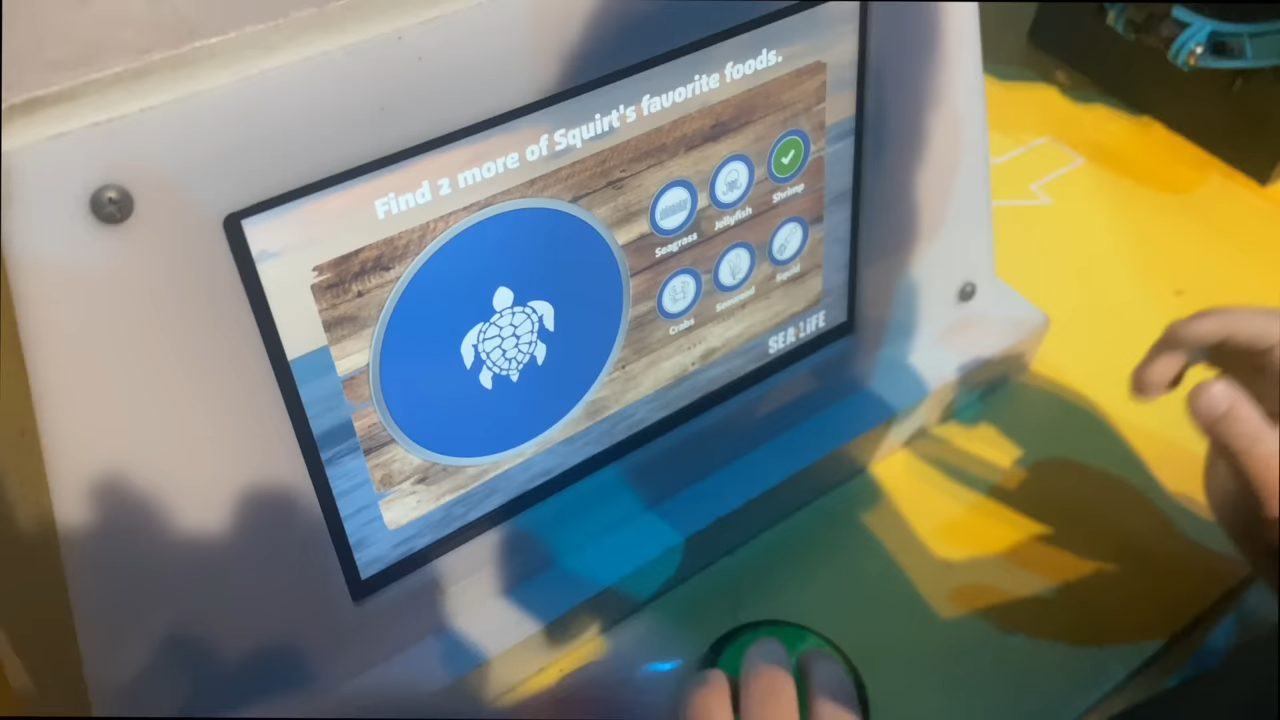 Find 2 more of Squirt's favorite foods.
Seagrass
Jellyfish
Shrimp
Crabs
Seaweed
Squid
SEA LiFE